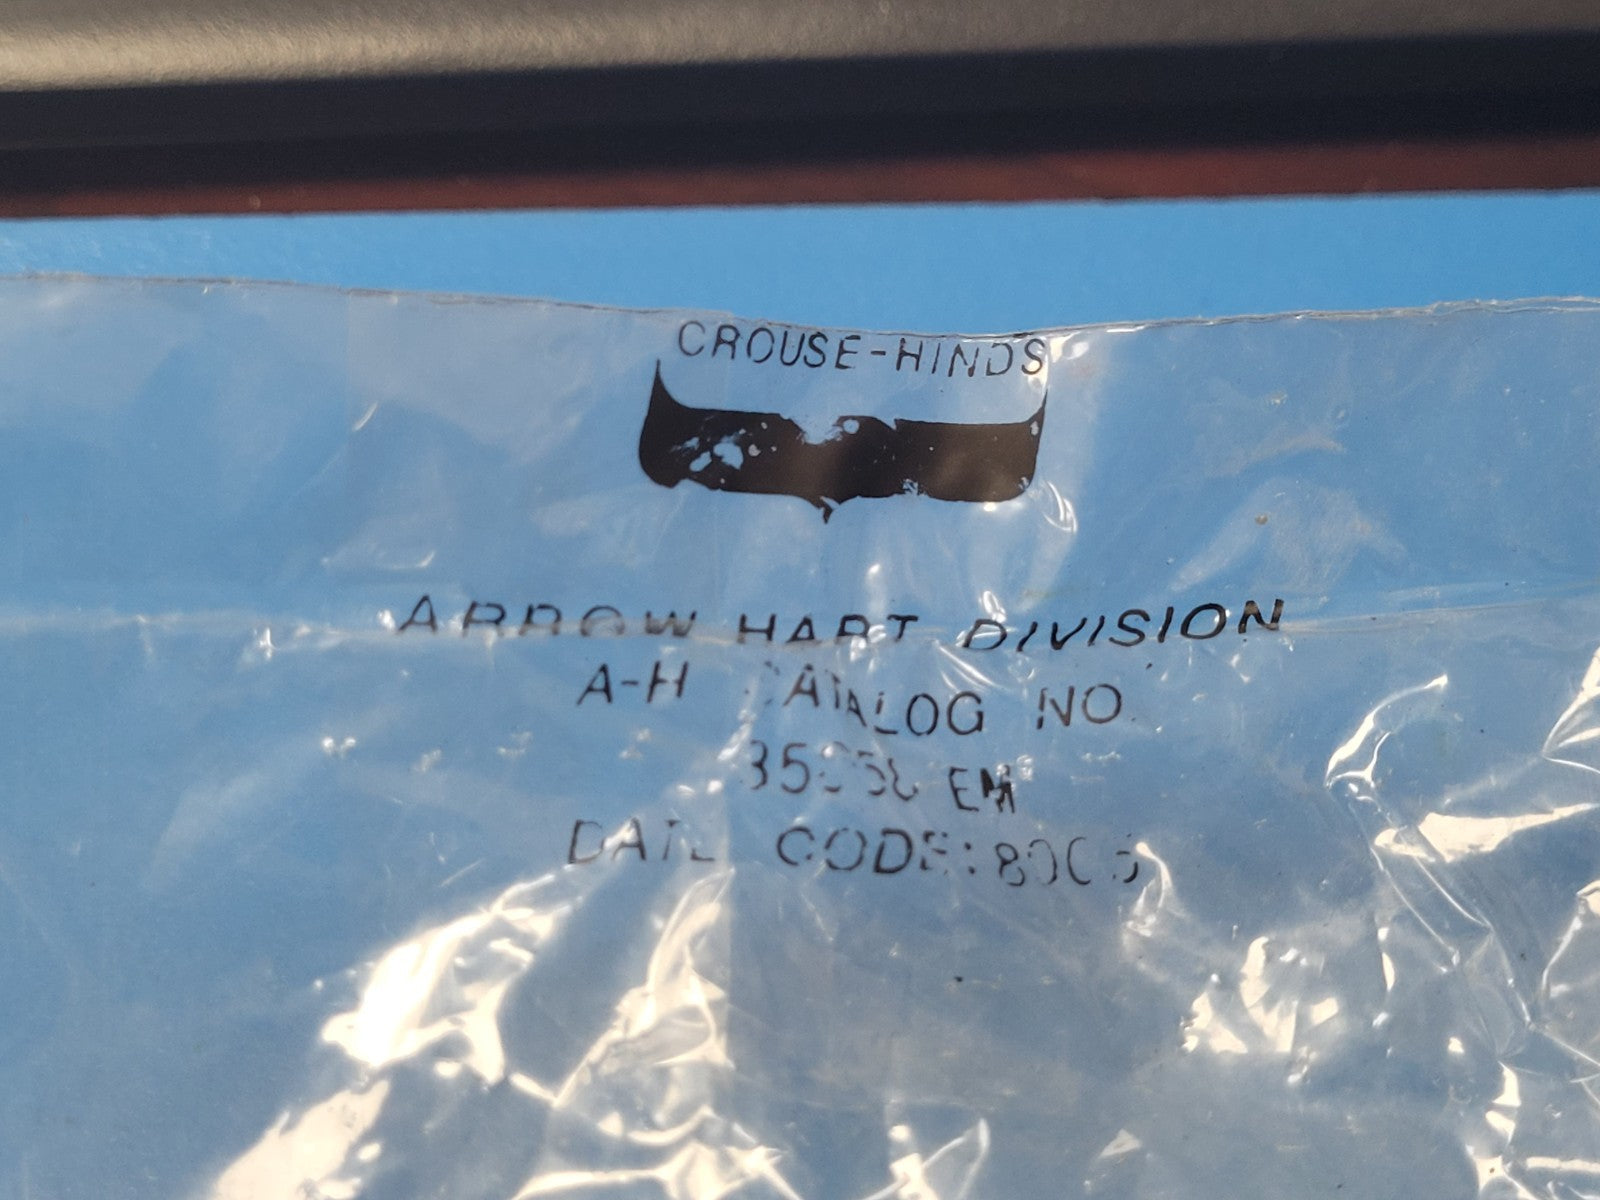 CROUSE-HINDS
ARROW HART DIVISION
A-H CATALOG NO.
EM
DATE CODE: